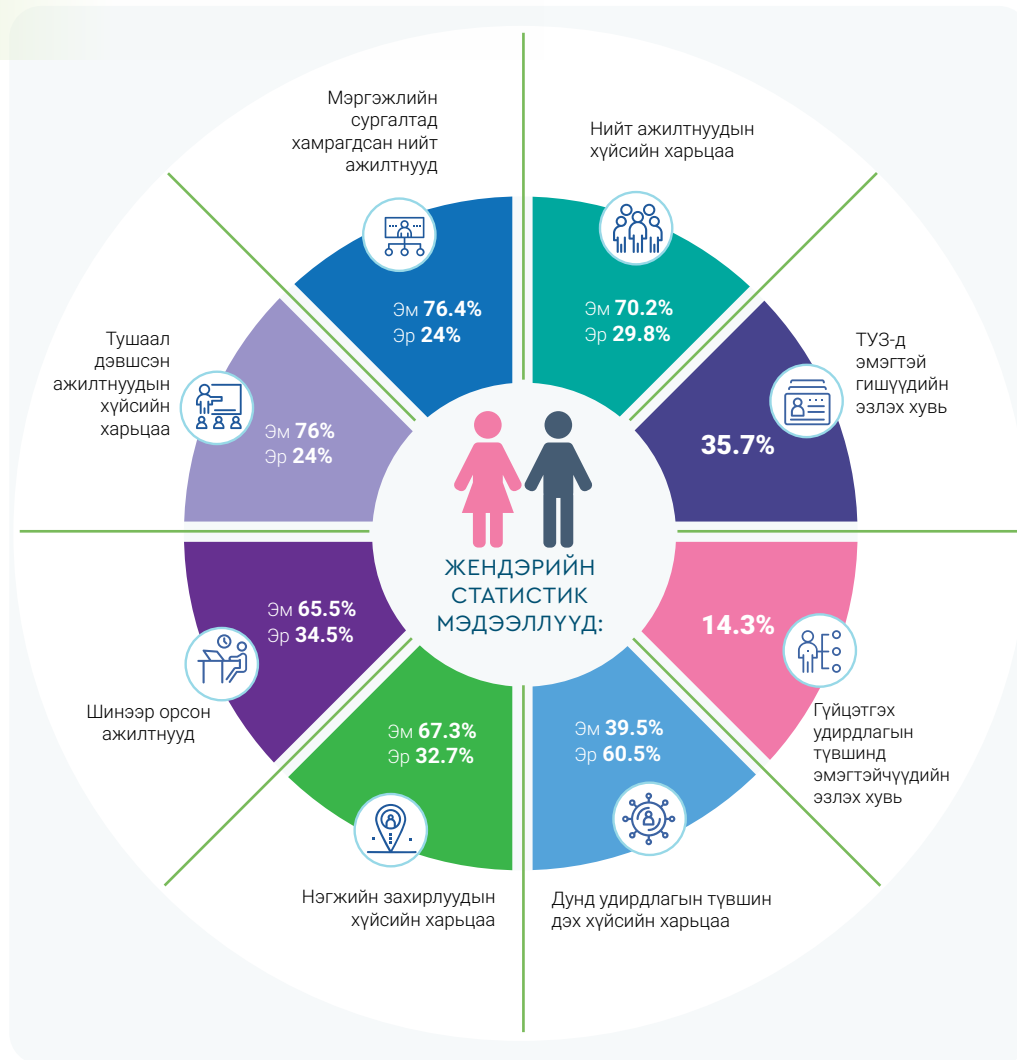 Мэргэжлийн
сургалтад
хамрагдсан нийт
ажилтнууд
Эм 76.4%
Эр 24%
Нийт ажилтнуудын
хүйсийн харьцаа
Эм 70.2%
Эр 29.8%
ТУЗ-д
эмэгтэй
гишүүдийн
эзлэх хувь
35.7%
Гүйцэтгэх
удирдлагын
түвшинд
эмэгтэйчүүдийн
эзлэх хувь
14.3%
Дунд удирдлагын түвшин
дэх хүйсийн харьцаа
Эм 39.5%
Эр 60.5%
Нэгжийн захирлуудын
хүйсийн харьцаа
Эм 67.3%
Эр 32.7%
Шинээр орсон
ажилтнууд
Эм 65.5%
Эр 34.5%
Тушаал
дэвшсэн
ажилтнуудын
хүйсийн
харьцаа
Эм 76%
Эр 24%
ЖЕНДЭРИЙН
СТАТИСТИК
МЭДЭЭЛЛҮҮД: